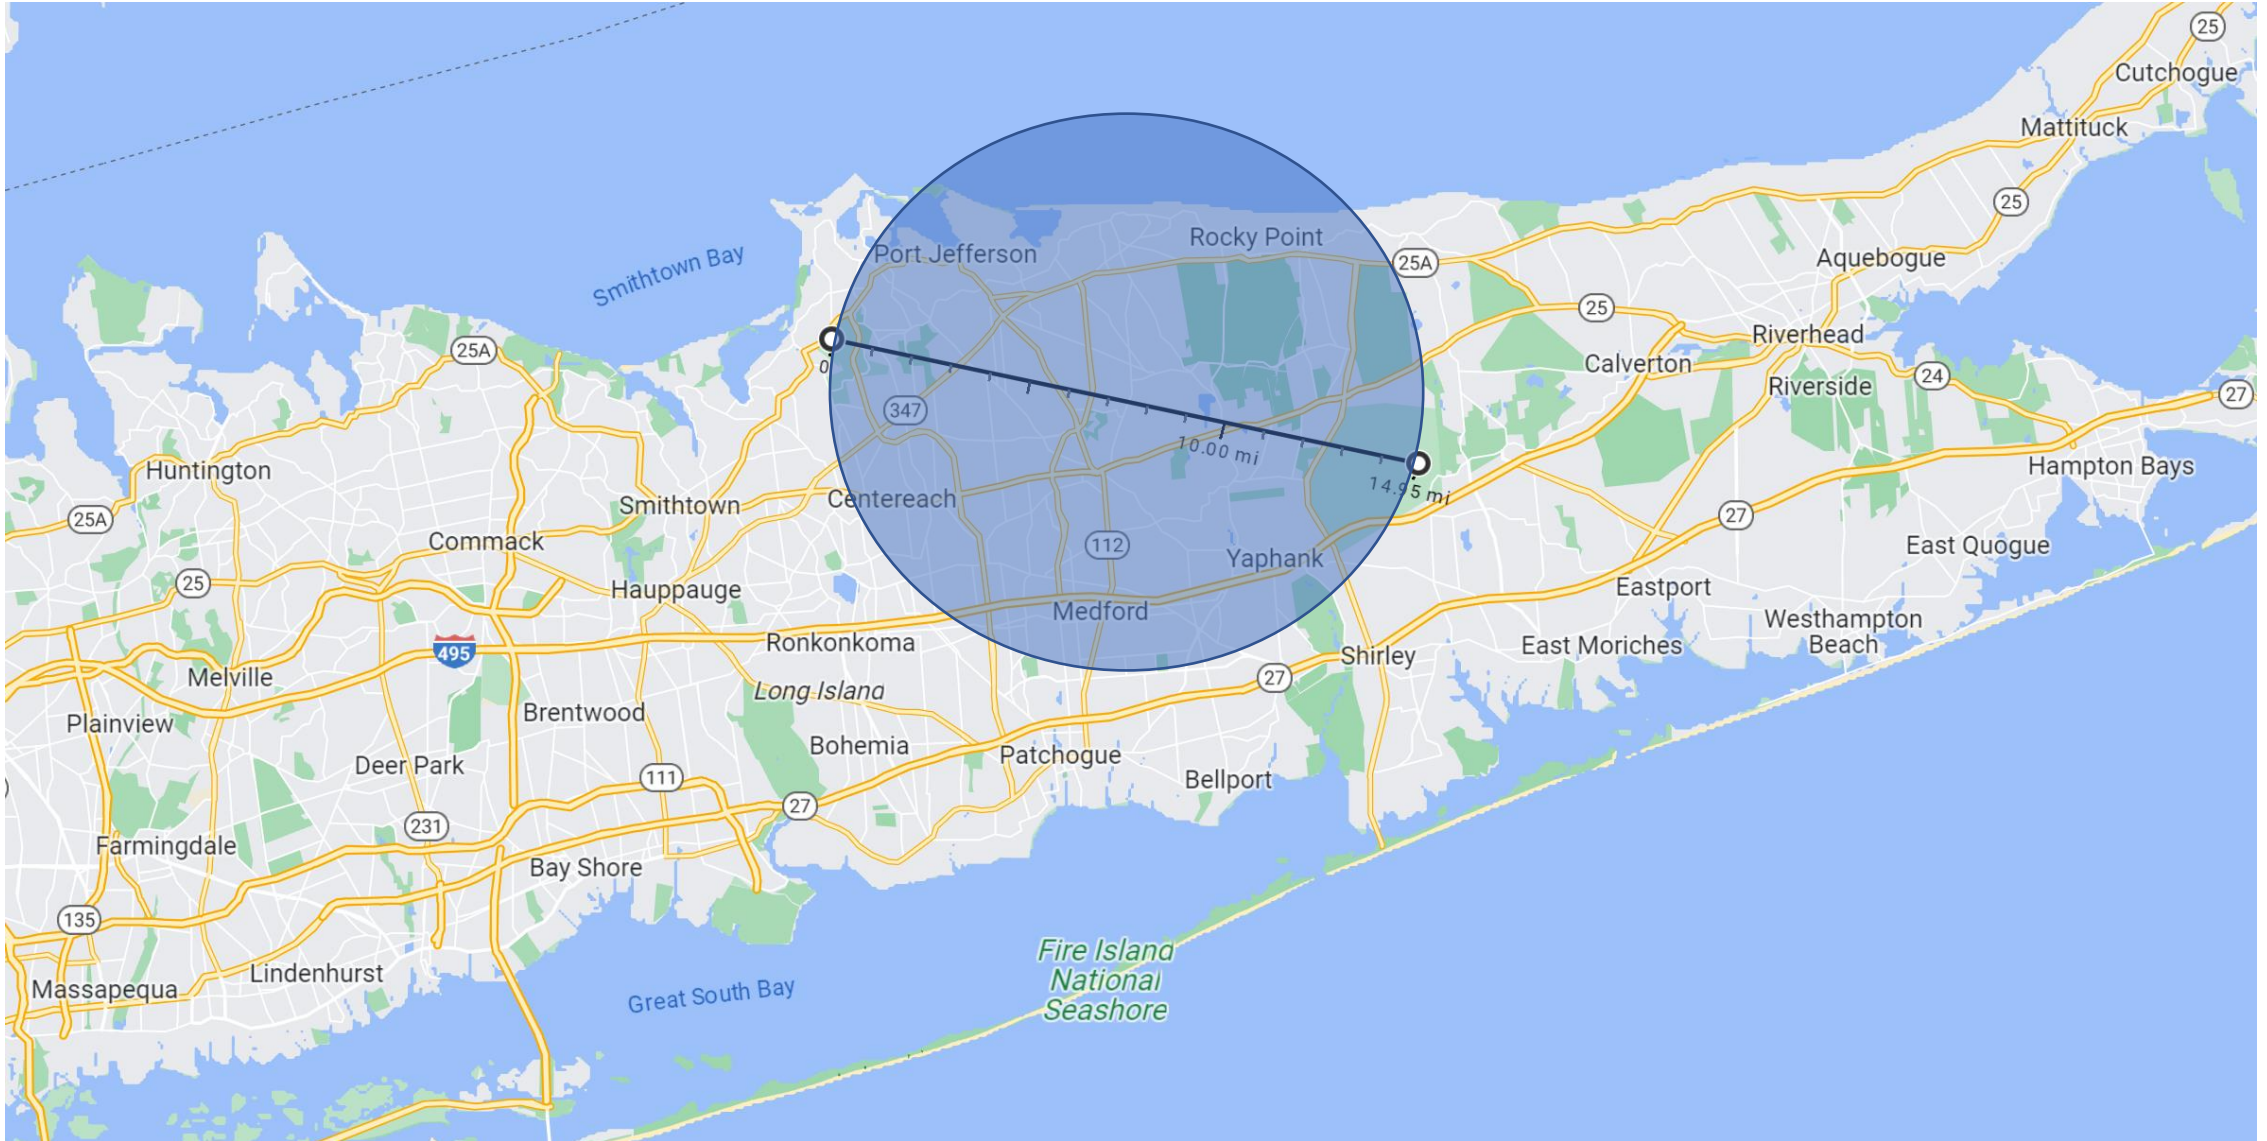 25
Cutchogue
Mattituck
25
Aquebogue
Smithtown Bay
Port Jefferson
Rocky Point
25A
25
Riverhead
Calverton
Riverside
24
27
25A
0
347
10.00 mi
14.95 mi
Huntington
Hampton Bays
25A
Smithtown
Centereach
27
Commack
112
Yaphank
East Quogue
25
Hauppauge
Eastport
Medford
Westhampton
Beach
495
Ronkonkoma
Shirley
East Moriches
Melville
Long Island
27
Plainview
Brentwood
Bohemia
Patchogue
Deer Park
111
Bellport
27
231
Farmingdale
Bay Shore
135
Fire Island
National
Seashore
Lindenhurst
Massapequa
Great South Bay